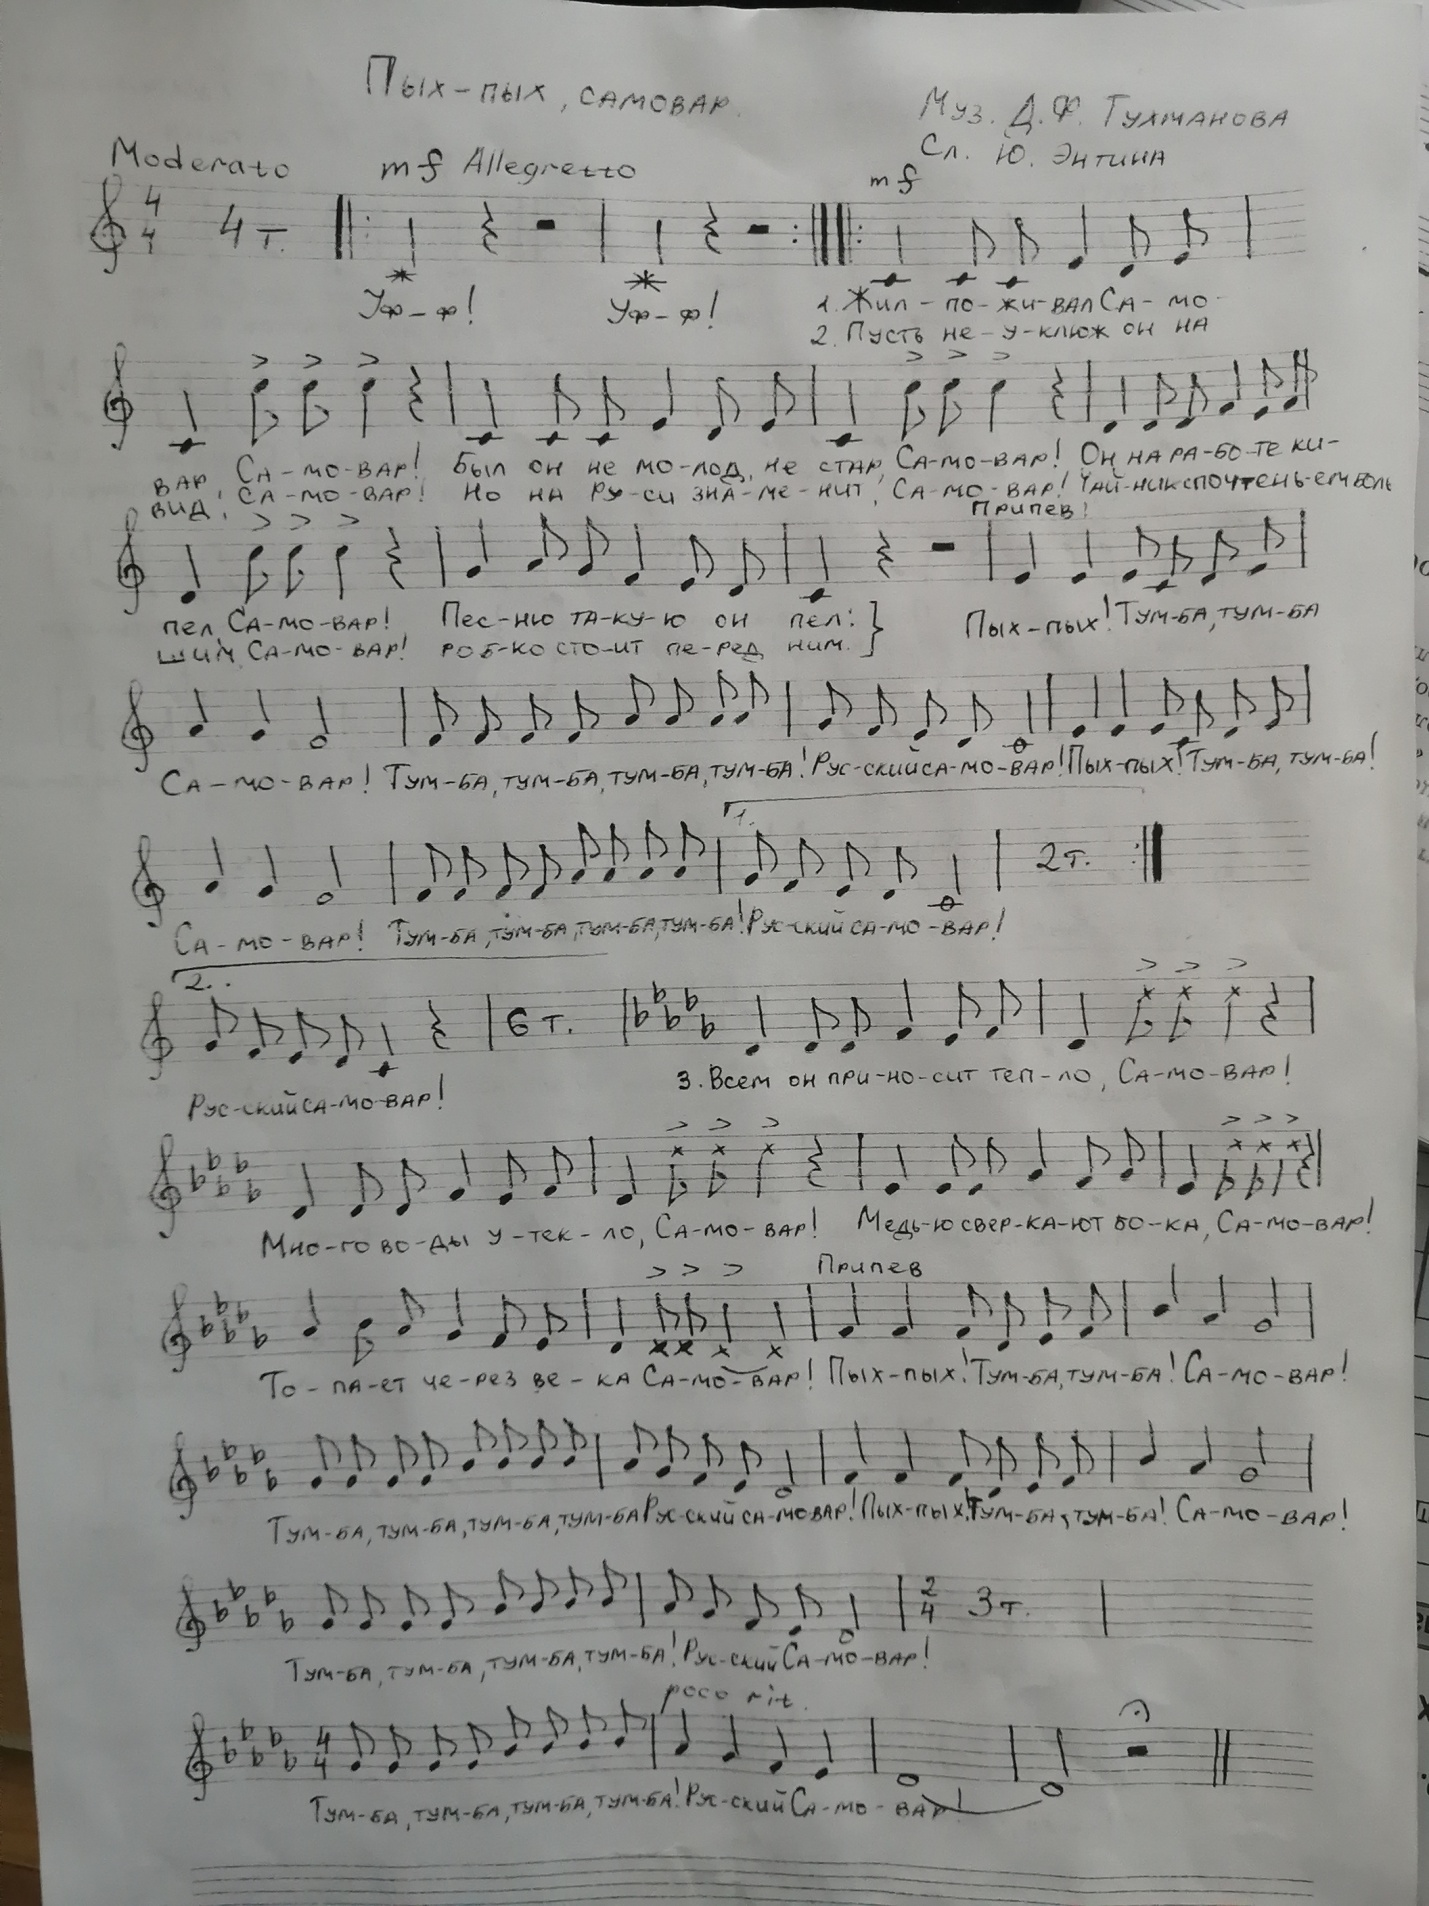 Пых-пых, самовар.
Муз. Д.Ф. Тухманова
Сл. Ю. Энтина
Moderato mf Allegretto mf
4 4 4 т.
Уф-ф! Уф-ф! 1. Жил-по-жи-вал Са-мо-
2. Пусть не-у-клюж он на
вар, Са-мо-вар! Был он не мо-лод, не стар, Са-мо-вар! Он на ра-бо-те ки-
вид, Са-мо-вар! Но на Ру-си зна-ме-нит, Са-мо-вар! Чай-ник с почтень-ем боль
Припев:
пел, Са-мо-вар! Пес-ню та-ку-ю он пел: } Пых-пых! Тум-ба, тум-ба
шим, Са-мо-вар! роб-ко сто-ит пе-ред ним.
Са-мо-вар! Тум-ба, тум-ба, тум-ба, тум-ба! Рус-ский са-мо-вар! Пых-пых! Тум-ба, тум-ба!
1.
2т.
Са-мо-вар! Тум-ба, тум-ба, тум-ба, тум-ба! Рус-ский са-мо-вар!
2.
6 т.
Рус-ский са-мо-вар! 3. Всем он при-но-сит теп-ло, Са-мо-вар!
Мно-го во-ды у-тек-ло, Са-мо-вар! Медь-ю свер-ка-ют бо-ка, Са-мо-вар!
Припев
То-па-ет че-рез ве-ка Са-мо-вар! Пых-пых! Тум-ба, тум-ба! Са-мо-вар!
Тум-ба, тум-ба, тум-ба, тум-ба Рус-ский са-мовар! Пых-пых! Тум-ба, тум-ба! Са-мо-вар!
2 4 3т.
Тум-ба, тум-ба, тум-ба, тум-ба! Рус-ский Са-мо-вар!
poco rit.
4 4
Тум-ба, тум-ба, тум-ба, тум-ба! Рус-ский Са-мо-вар!